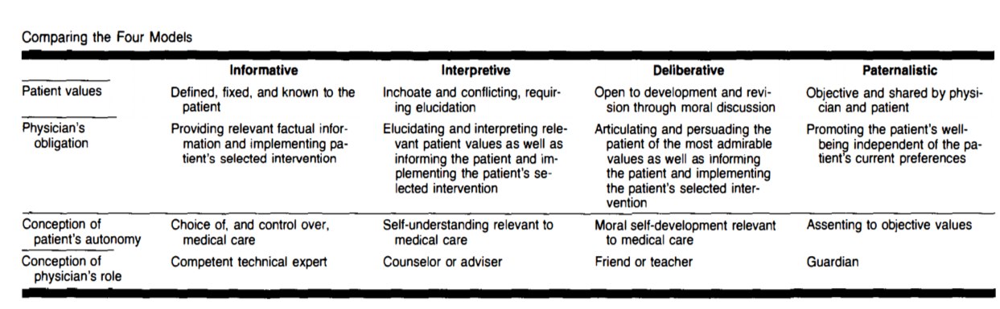 Comparing the Four Models
Informative Interpretive Deliberative Paternalistic
Patient values
Defined, fixed, and known to the
patient
Inchoate and conflicting, requir-
ing elucidation
Open to development and revi-
sion through moral discussion
Objective and shared by physi-
cian and patient
Physician's
obligation
Providing relevant factual infor-
mation and implementing pa-
tient's selected intervention
Elucidating and interpreting rele-
vant patient values as well as
informing the patient and im-
plementing the patient's se-
lected intervention
Articulating and persuading the
patient of the most admirable
values as well as informing
the patient and implementing
the patient's selected inter-
vention
Promoting the patient's well-
being independent of the pa-
tient's current preferences
Conception of
patient's autonomy
Choice of, and control over,
medical care
Self-understanding relevant to
medical care
Moral self-development relevant
to medical care
Assenting to objective values
Conception of
physician's role
Competent technical expert
Counselor or adviser
Friend or teacher
Guardian